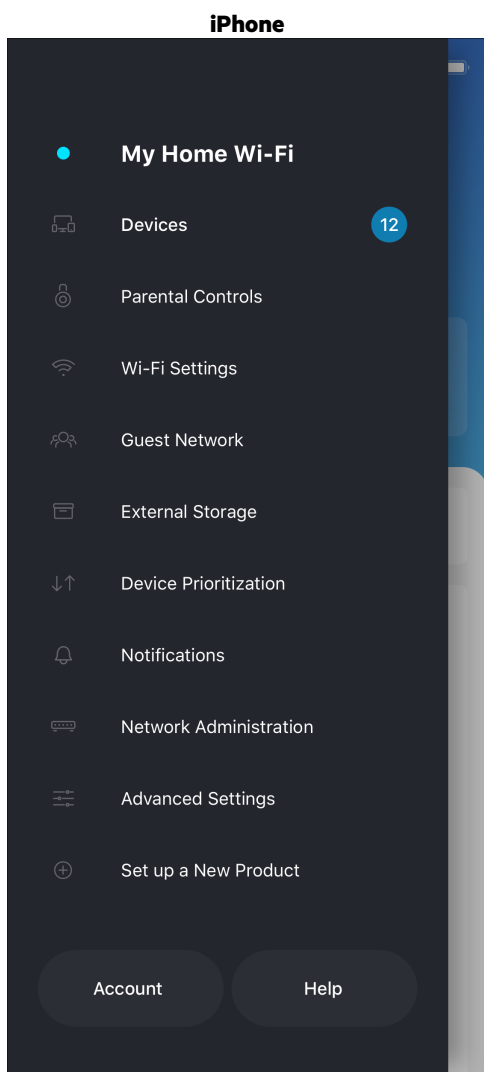 iPhone
My Home Wi-Fi
Devices 12
Parental Controls
Wi-Fi Settings
Guest Network
External Storage
Device Prioritization
Notifications
Network Administration
Advanced Settings
Set up a New Product
Account Help